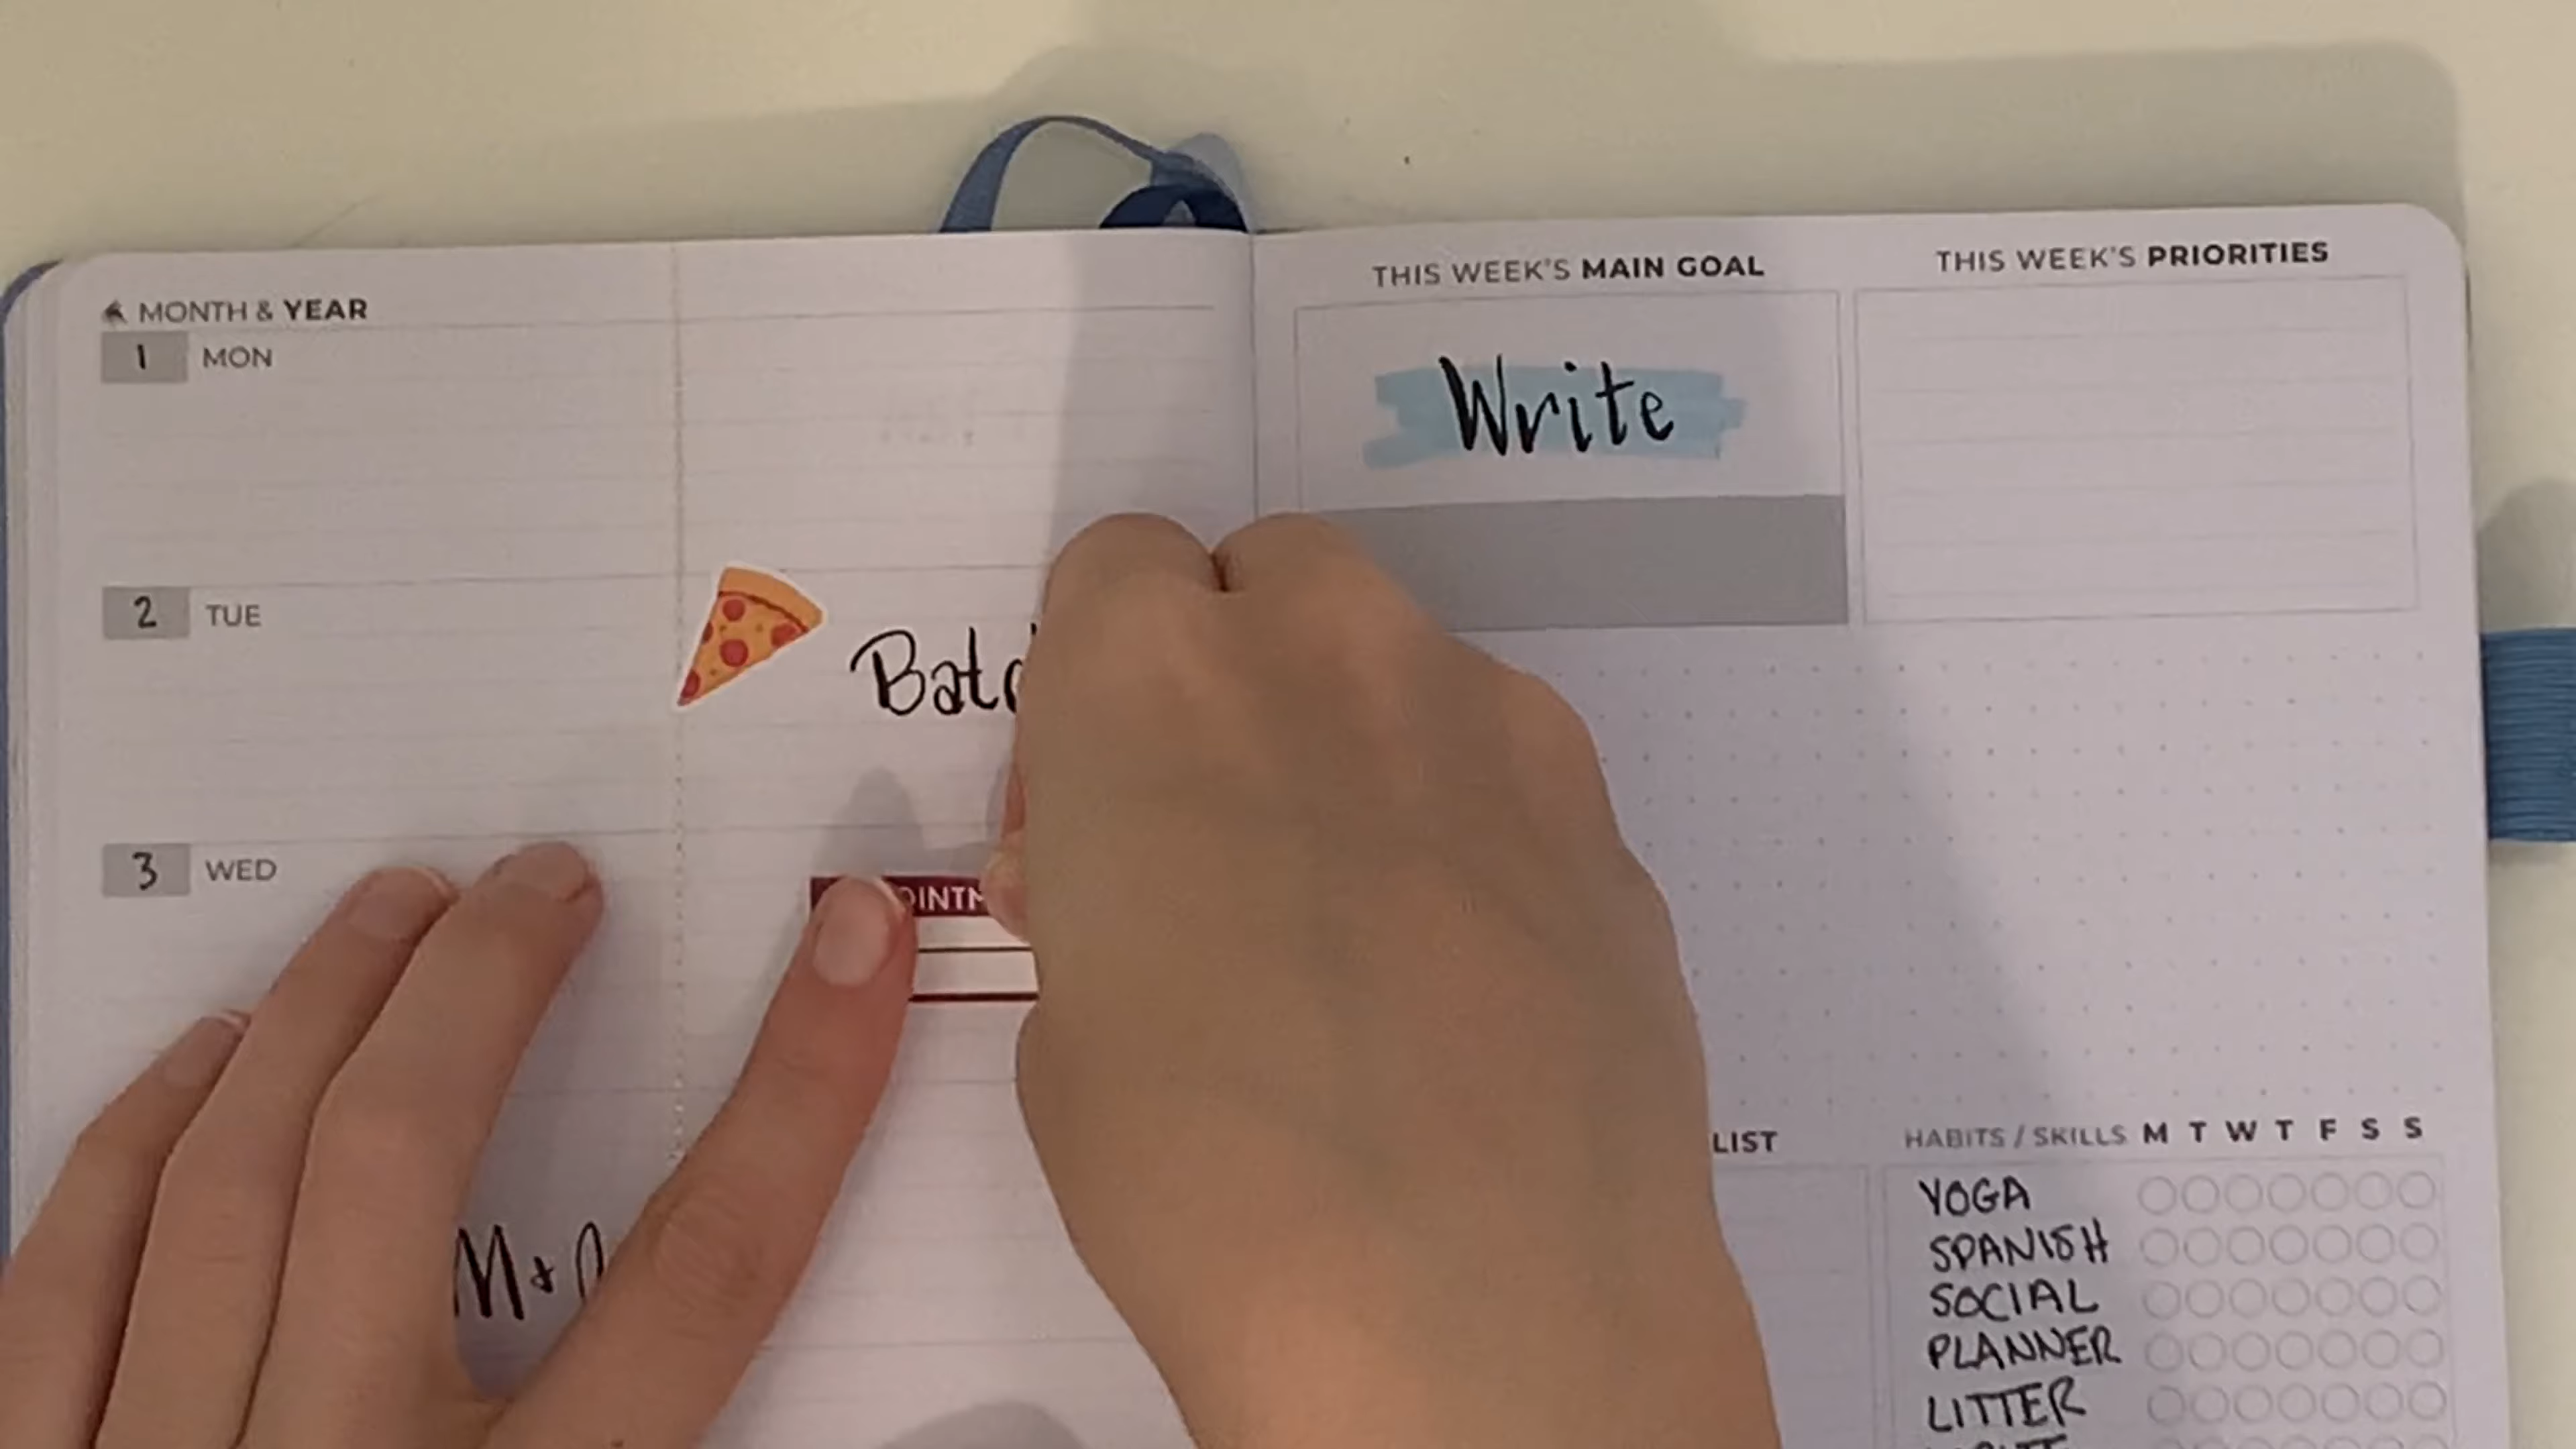 MONTH & YEAR
1 MON
2 TUE
3 WED
M+
THIS WEEK'S MAIN GOAL
Write
THIS WEEK'S PRIORITIES
LIST
HABITS / SKILLS M T W T F S S
YOGA
SPANISH
SOCIAL
PLANNER
LITTER